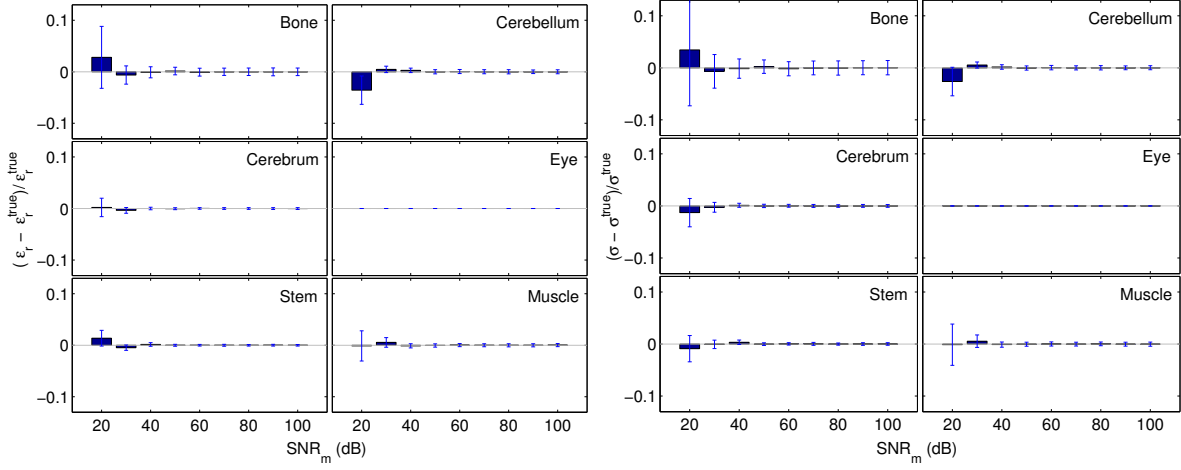 0.1
0
−0.1
Bone
Cerebellum
0.1
0
−0.1
Cerebrum
Eye
0.1
0
−0.1
Stem
Muscle
20 40 60 80 100
20 40 60 80 100
SNR_m (dB)
(ε_r − ε_r^true)/ε_r^true
0.1
0
−0.1
Bone
Cerebellum
0.1
0
−0.1
Cerebrum
Eye
0.1
0
−0.1
Stem
Muscle
20 40 60 80 100
20 40 60 80 100
SNR_m (dB)
(σ − σ^true)/σ^true